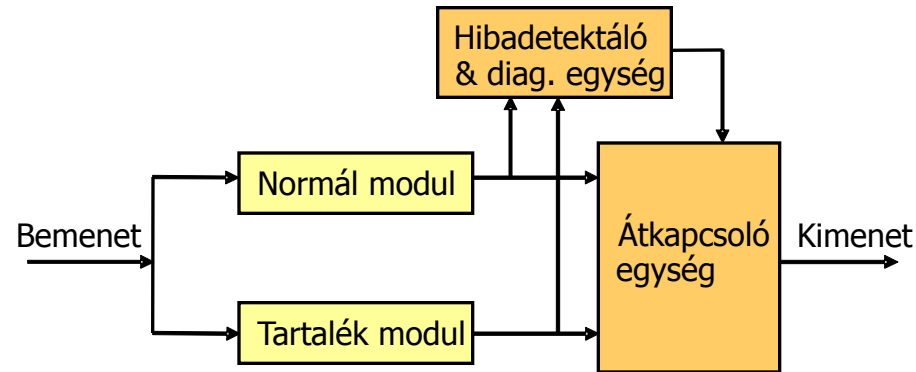 Hibadetektáló
& diag. egység
Normál modul
Bemenet
Átkapcsoló
egység
Kimenet
Tartalék modul